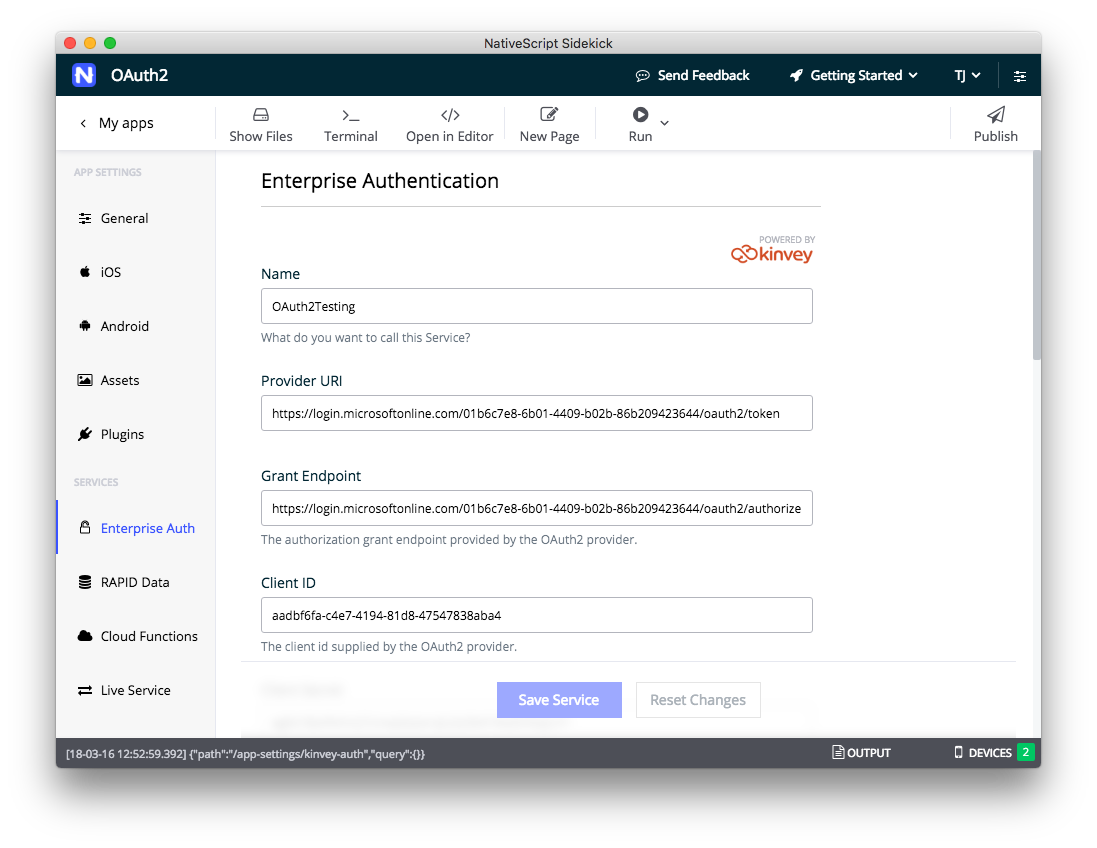 NativeScript Sidekick
N OAuth2
Send Feedback
Getting Started
TJ
My apps
Show Files
Terminal
Open in Editor
New Page
Run
Publish
APP SETTINGS
General
iOS
Android
Assets
Plugins
SERVICES
Enterprise Auth
RAPID Data
Cloud Functions
Live Service
Enterprise Authentication
POWERED BY
kinvey
Name
OAuth2Testing
What do you want to call this Service?
Provider URI
https://login.microsoftonline.com/01b6c7e8-6b01-4409-b02b-86b209423644/oauth2/token
Grant Endpoint
https://login.microsoftonline.com/01b6c7e8-6b01-4409-b02b-86b209423644/oauth2/authorize
The authorization grant endpoint provided by the OAuth2 provider.
Client ID
aadbf6fa-c4e7-4194-81d8-47547838aba4
The client id supplied by the OAuth2 provider.
Save Service
Reset Changes
[18-03-16 12:52:59.392] {"path":"/app-settings/kinvey-auth","query":{}}
OUTPUT
DEVICES 2